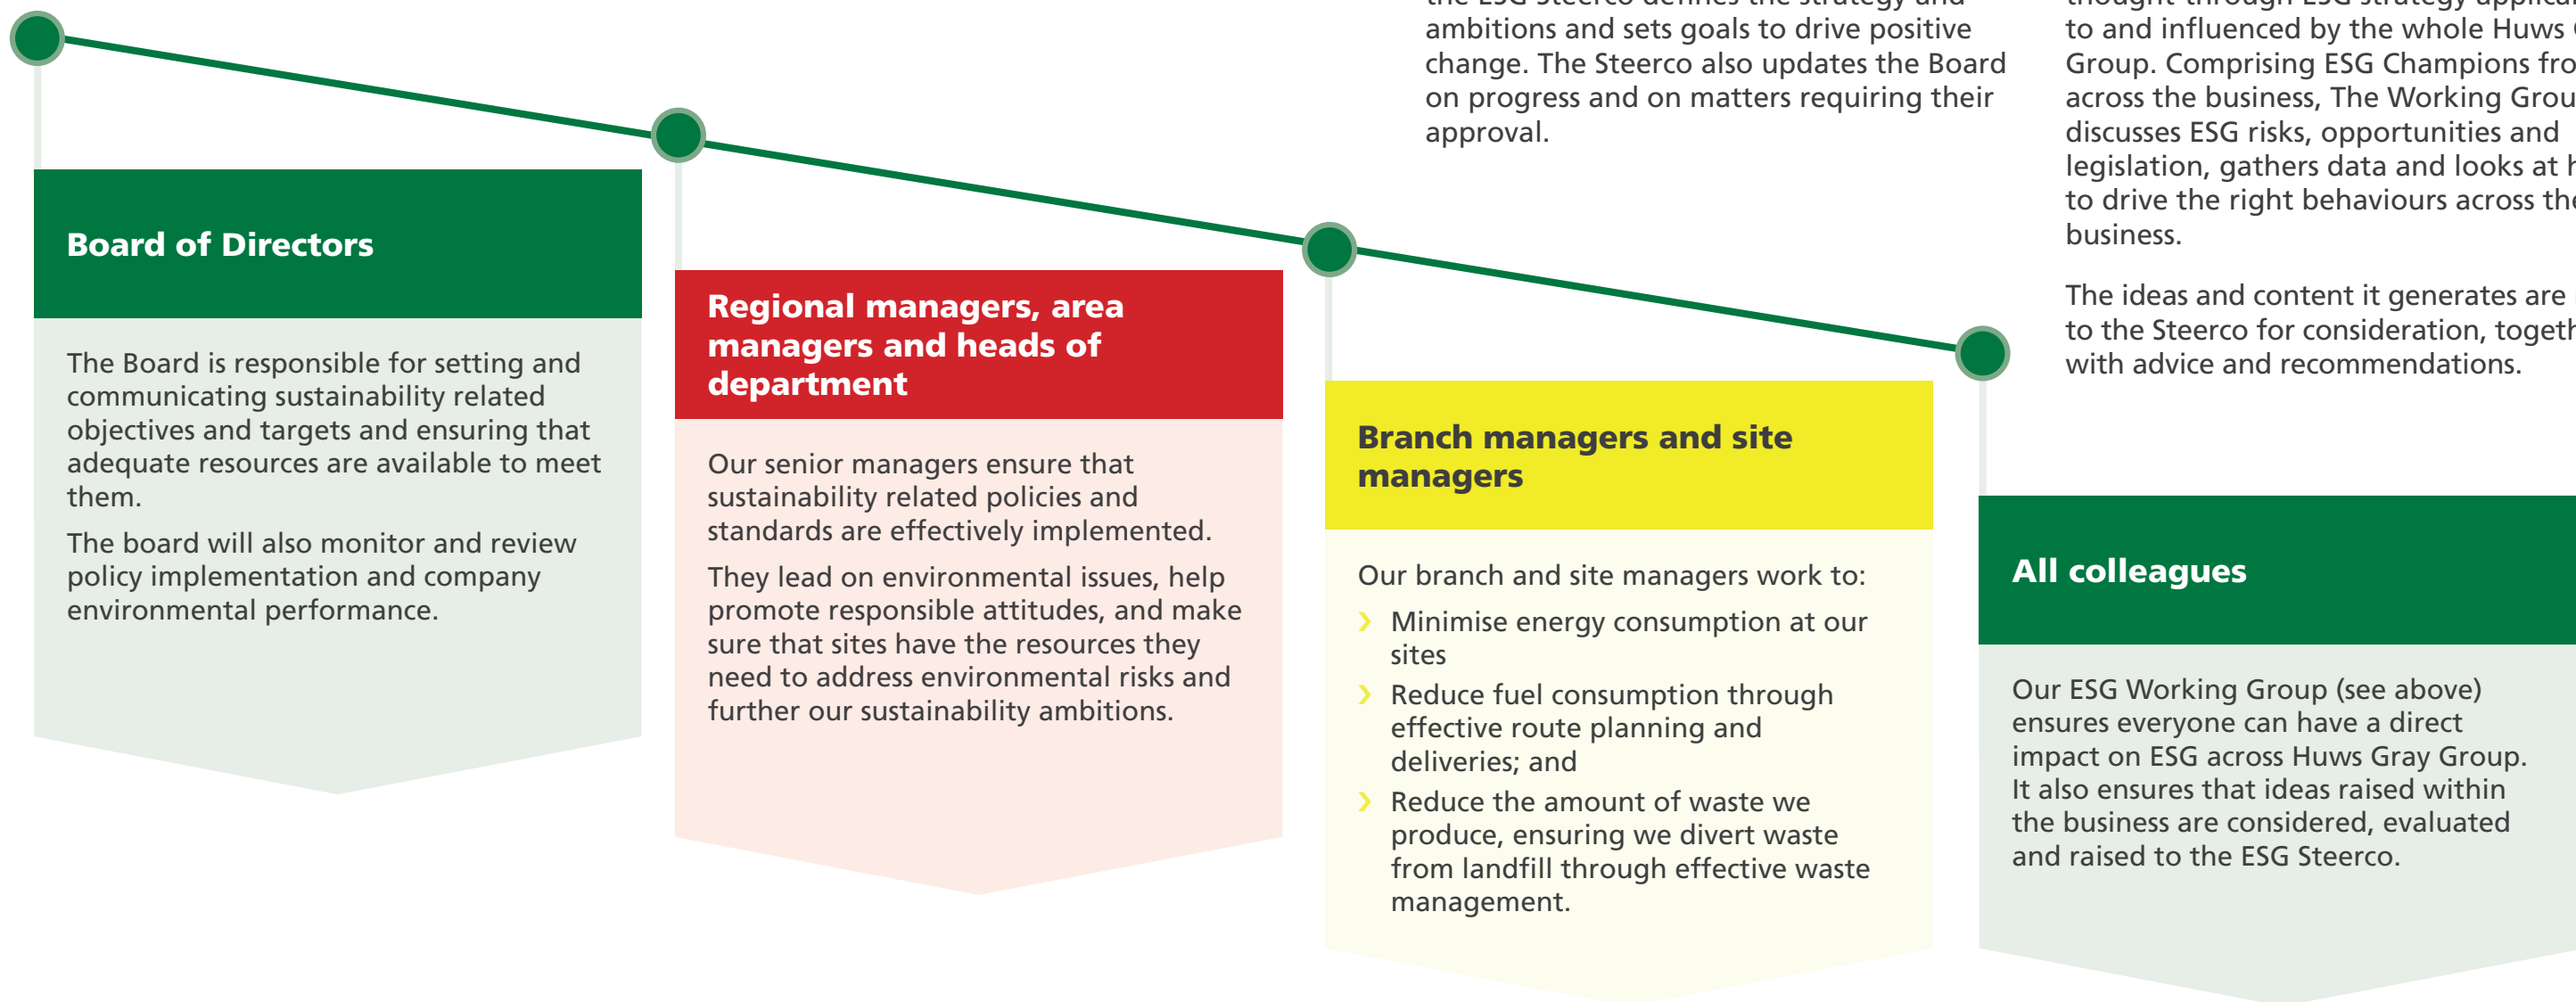 ambitions and sets goals to drive positive
change. The Steerco also updates the Board
on progress and on matters requiring their
approval.
to and influenced by the whole Huws
Group. Comprising ESG Champions
across the business, The Working
discusses ESG risks, opportunities and
legislation, gathers data and looks at
to drive the right behaviours across
business.
The ideas and content it generates are
to the Steerco for consideration,
with advice and recommendations.
Board of Directors
The Board is responsible for setting and
communicating sustainability related
objectives and targets and ensuring that
adequate resources are available to meet
them.
The board will also monitor and review
policy implementation and company
environmental performance.
Regional managers, area
managers and heads of
department
Our senior managers ensure that
sustainability related policies and
standards are effectively implemented.
They lead on environmental issues, help
promote responsible attitudes, and make
sure that sites have the resources they
need to address environmental risks and
further our sustainability ambitions.
Branch managers and site
managers
Our branch and site managers work to:
› Minimise energy consumption at our
sites
› Reduce fuel consumption through
effective route planning and
deliveries; and
› Reduce the amount of waste we
produce, ensuring we divert waste
from landfill through effective waste
management.
All colleagues
Our ESG Working Group (see above)
ensures everyone can have a direct
impact on ESG across Huws Gray Group.
It also ensures that ideas raised within
the business are considered, evaluated
and raised to the ESG Steerco.